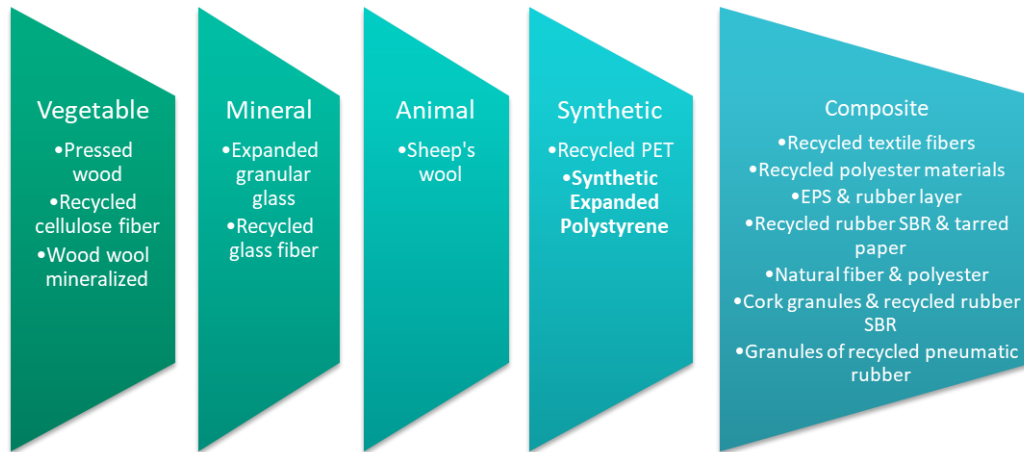 Vegetable
•Pressed
wood
•Recycled
cellulose fiber
•Wood wool
mineralized
Mineral
•Expanded
granular
glass
•Recycled
glass fiber
Animal
•Sheep's
wool
Synthetic
•Recycled PET
•Synthetic
Expanded
Polystyrene
Composite
•Recycled textile fibers
•Recycled polyester materials
•EPS & rubber layer
•Recycled rubber SBR & tarred
paper
•Natural fiber & polyester
•Cork granules & recycled rubber
SBR
•Granules of recycled pneumatic
rubber